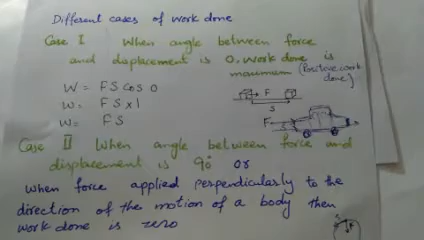 Different cases of work done
Case I When angle between force
and daplacement is 0, work done is
maximum (Positive work
done)
W = FS Cos 0
W = FS x 1
W = FS
F
S
F
S
Case II When angle between force and
displacement is 90° or
When force applied perpendicularly to the
direction of the motion of a body then
work done is zero